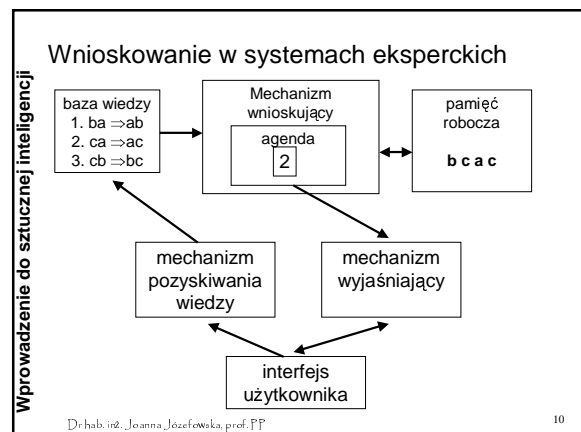 Wnioskowanie w systemach eksperckich
Wprowadzenie do sztucznej inteligencji
baza wiedzy
1. ba ⇒ab
2. ca ⇒ac
3. cb ⇒bc
Mechanizm
wnioskujący
agenda
2
pamięć
robocza
b c a c
mechanizm
pozyskiwania
wiedzy
mechanizm
wyjaśniający
interfejs
użytkownika
Dr hab. inż. Joanna Józefowska, prof. PP
10